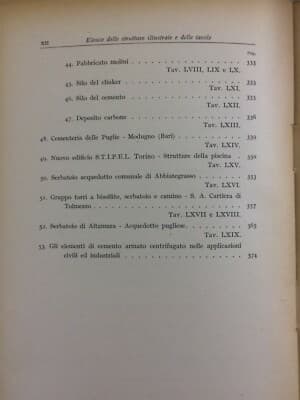 XII Elenco delle strutture illustrate e delle tavole
pag.
44. Fabbricato molini . . . . . . . . . . . . 333
Tav. LVIII, LIX e LX.
45. Silo del clinker . . . . . . . . . . . . . 333
Tav. LXI.
46. Silo del cemento . . . . . . . . . . . . 333
Tav. LXII.
47. Deposito carbone . . . . . . . . . . . . 338
Tav. LXIII.
48. Cementeria delle Puglie - Modugno (Bari) . . . . . 339
Tav. LXIV.
49. Nuovo edificio S.T.I.P.E.L. Torino - Strutture della piscina . 350
Tav. LXV.
50. Serbatoio acquedotto comunale di Abbiategrasso . . . . 353
Tav. LXVI.
51. Gruppo torri a bisolfito, serbatoio e camino - S. A. Cartiera di
Tolmezzo . . . . . . . . . . . . . . 357
Tav. LXVII e LXVIII.
52. Serbatoio di Altamura - Acquedotto pugliese. . . . . 363
Tav. LXIX.
53. Gli elementi di cemento armato centrifugato nelle applicazioni
civili ed industriali . . . . . . . . . . . 374